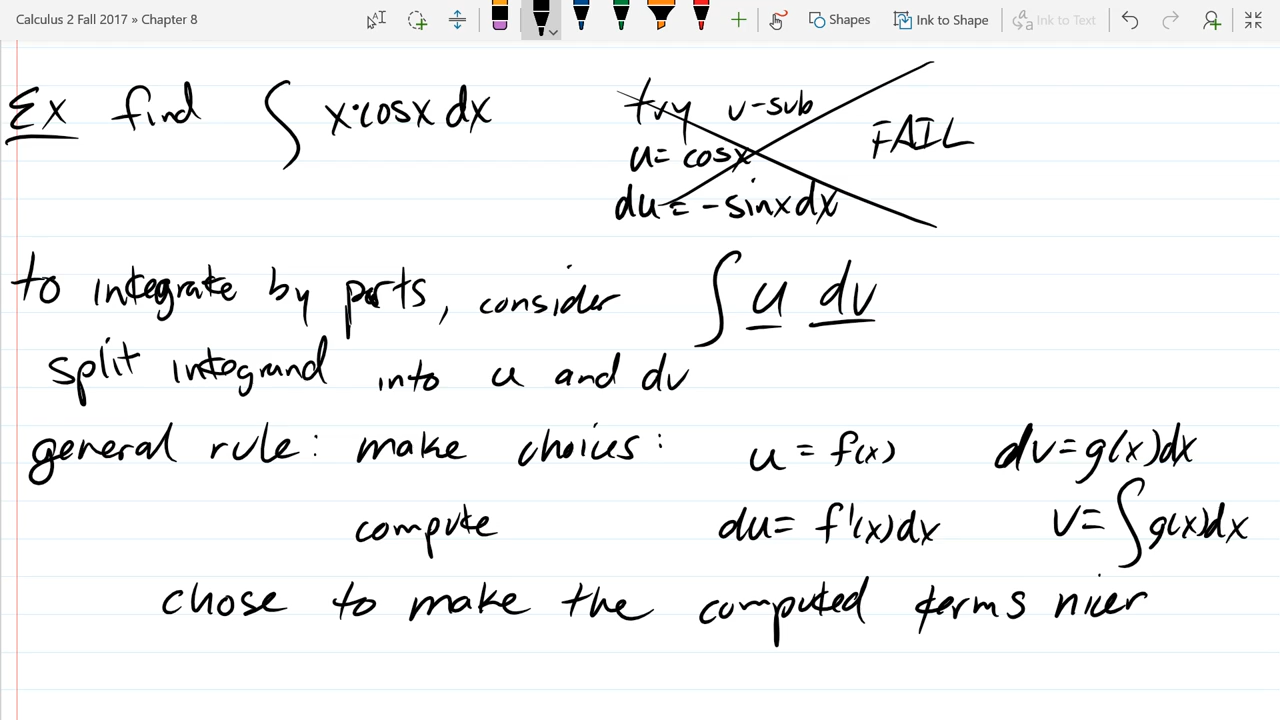 Calculus 2 Fall 2017 » Chapter 8
Shapes
Ink to Shape
Ink to Text
Ex find ∫ x·cosx dx
try u-sub
u= cosx
du= -sinxdx
FAIL
to integrate by parts, consider ∫ u dv
split integrand into u and dv
general rule: make choices: u = f(x) dv=g(x)dx
compute du= f'(x)dx v= ∫g(x)dx
chose to make the computed terms nicer